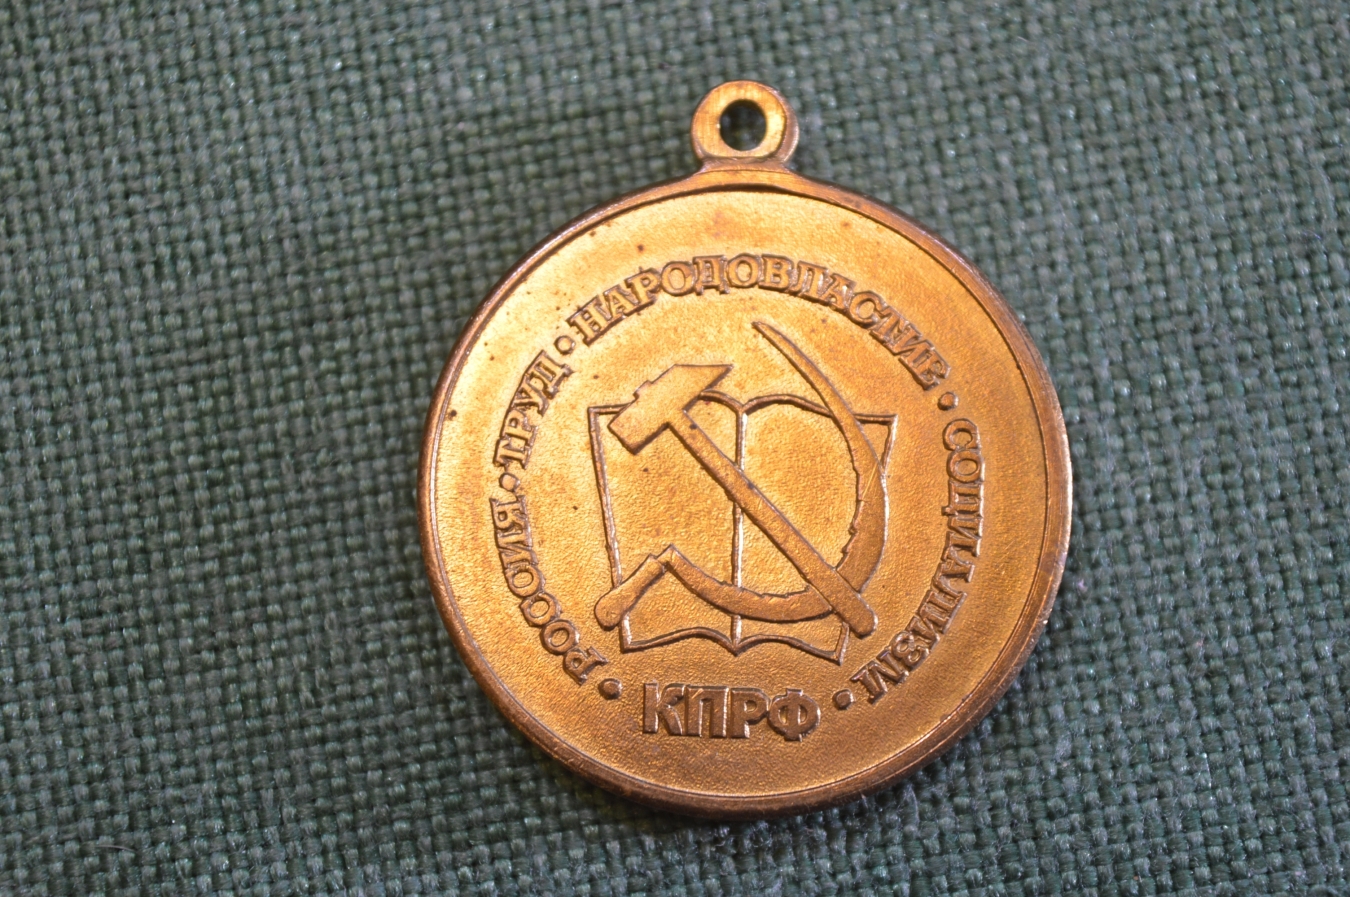 РОССИЯ · ТРУД · НАРОДОВЛАСТИЕ · СОЦИАЛИЗМ
· КПРФ ·